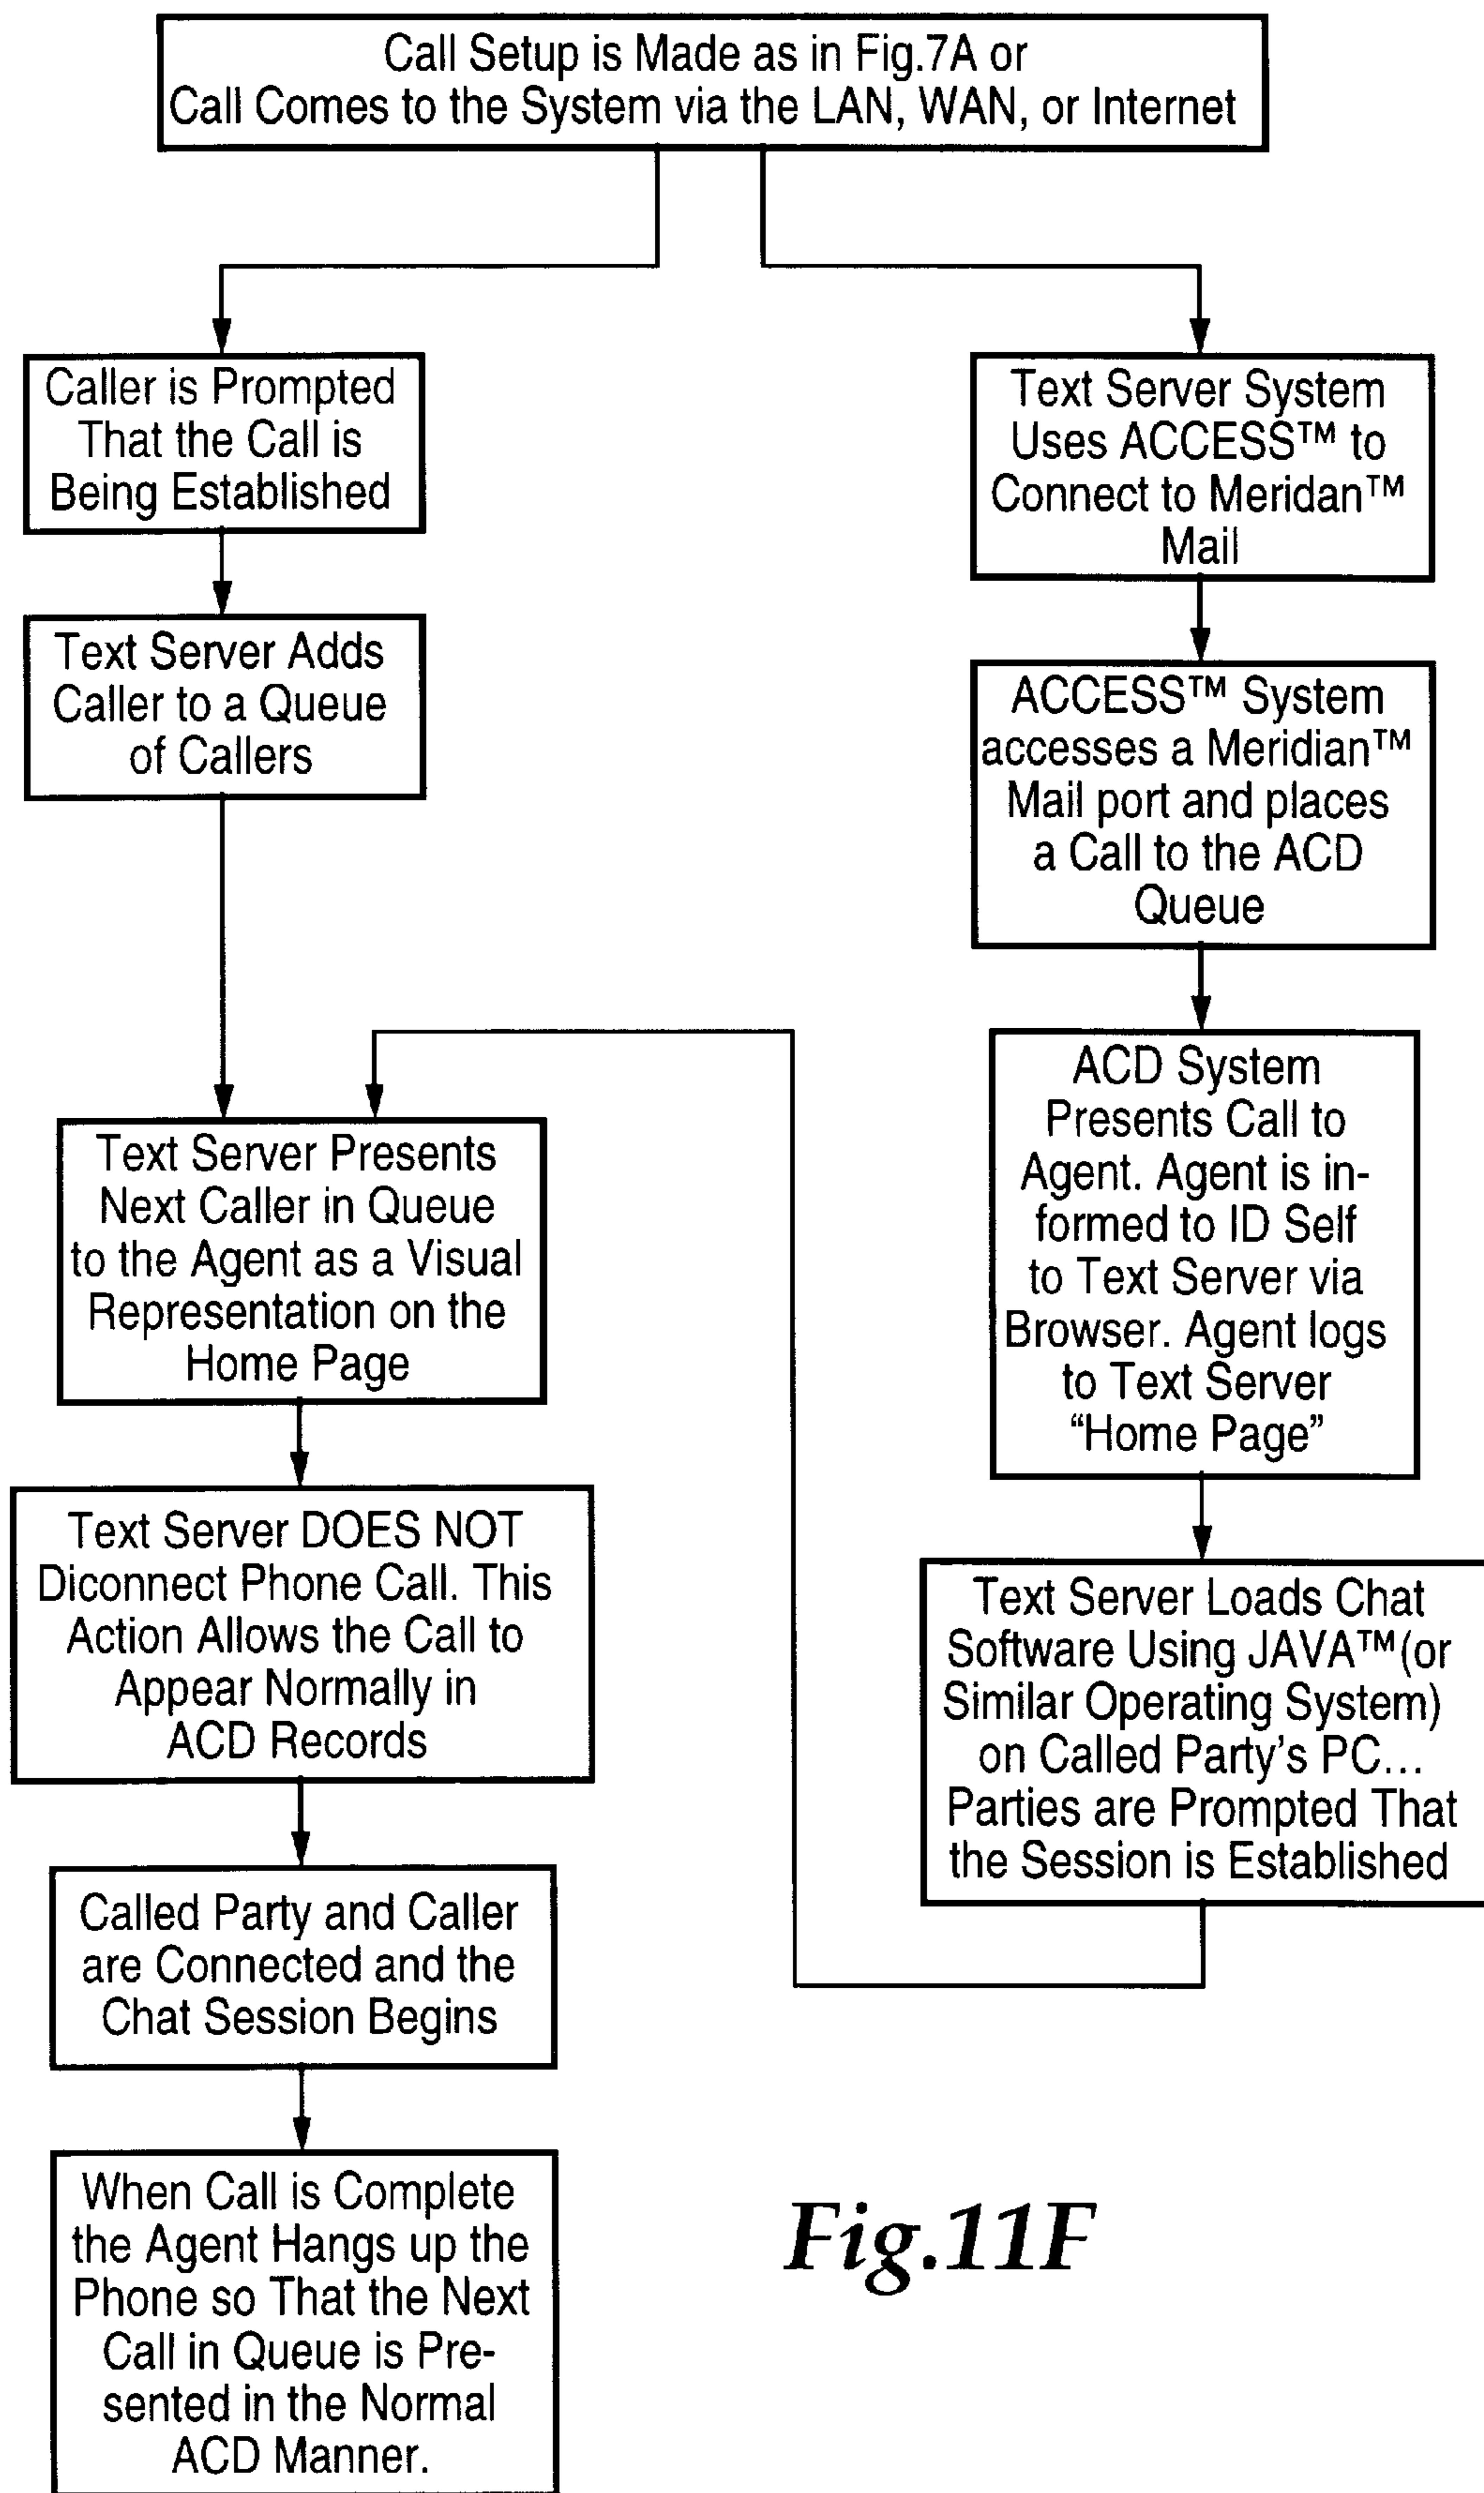 Call Setup is Made as in Fig.7A or
Call Comes to the System via the LAN, WAN, or Internet
Caller is Prompted
That the Call is
Being Established
Text Server Adds
Caller to a Queue
of Callers
Text Server System
Uses ACCESS™ to
Connect to Meridan™
Mail
ACCESS™ System
accesses a Meridian™
Mail port and places
a Call to the ACD
Queue
ACD System
Presents Call to
Agent. Agent is in-
formed to ID Self
to Text Server via
Browser. Agent logs
to Text Server
“Home Page”
Text Server Loads Chat
Software Using JAVA™(or
Similar Operating System)
on Called Party’s PC...
Parties are Prompted That
the Session is Established
Text Server Presents
Next Caller in Queue
to the Agent as a Visual
Representation on the
Home Page
Text Server DOES NOT
Diconnect Phone Call. This
Action Allows the Call to
Appear Normally in
ACD Records
Called Party and Caller
are Connected and the
Chat Session Begins
When Call is Complete
the Agent Hangs up the
Phone so That the Next
Call in Queue is Pre-
sented in the Normal
ACD Manner.
Fig.11F